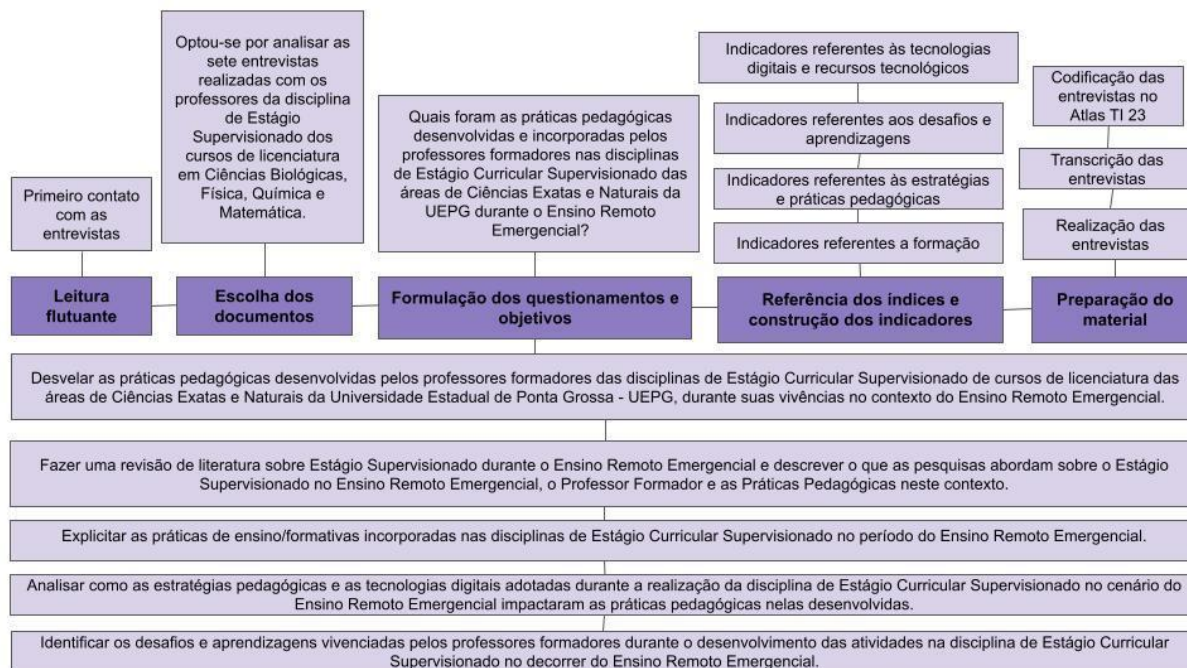 Primeiro contato
com as
entrevistas
Leitura
flutuante
Optou-se por analisar as
sete entrevistas
realizadas com os
professores da disciplina
de Estágio
Supervisionado dos
cursos de licenciatura
em Ciências Biológicas,
Física, Química e
Matemática.
Escolha dos
documentos
Quais foram as práticas pedagógicas
desenvolvidas e incorporadas pelos
professores formadores nas disciplinas
de Estágio Curricular Supervisionado das
áreas de Ciências Exatas e Naturais da
UEPG durante o Ensino Remoto
Emergencial?
Formulação dos questionamentos e
objetivos
Indicadores referentes às tecnologias
digitais e recursos tecnológicos
Indicadores referentes aos desafios e
aprendizagens
Indicadores referentes às estratégias
e práticas pedagógicas
Indicadores referentes a formação
Referência dos índices e
construção dos indicadores
Codificação das
entrevistas no
Atlas TI 23
Transcrição das
entrevistas
Realização das
entrevistas
Preparação do
material
Desvelar as práticas pedagógicas desenvolvidas pelos professores formadores das disciplinas de Estágio Curricular Supervisionado de cursos de licenciatura das
áreas de Ciências Exatas e Naturais da Universidade Estadual de Ponta Grossa - UEPG, durante suas vivências no contexto do Ensino Remoto Emergencial.
Fazer uma revisão de literatura sobre Estágio Supervisionado durante o Ensino Remoto Emergencial e descrever o que as pesquisas abordam sobre o Estágio
Supervisionado no Ensino Remoto Emergencial, o Professor Formador e as Práticas Pedagógicas neste contexto.
Explicitar as práticas de ensino/formativas incorporadas nas disciplinas de Estágio Curricular Supervisionado no período do Ensino Remoto Emergencial.
Analisar como as estratégias pedagógicas e as tecnologias digitais adotadas durante a realização da disciplina de Estágio Curricular Supervisionado no cenário do
Ensino Remoto Emergencial impactaram as práticas pedagógicas nelas desenvolvidas.
Identificar os desafios e aprendizagens vivenciadas pelos professores formadores durante o desenvolvimento das atividades na disciplina de Estágio Curricular
Supervisionado no decorrer do Ensino Remoto Emergencial.